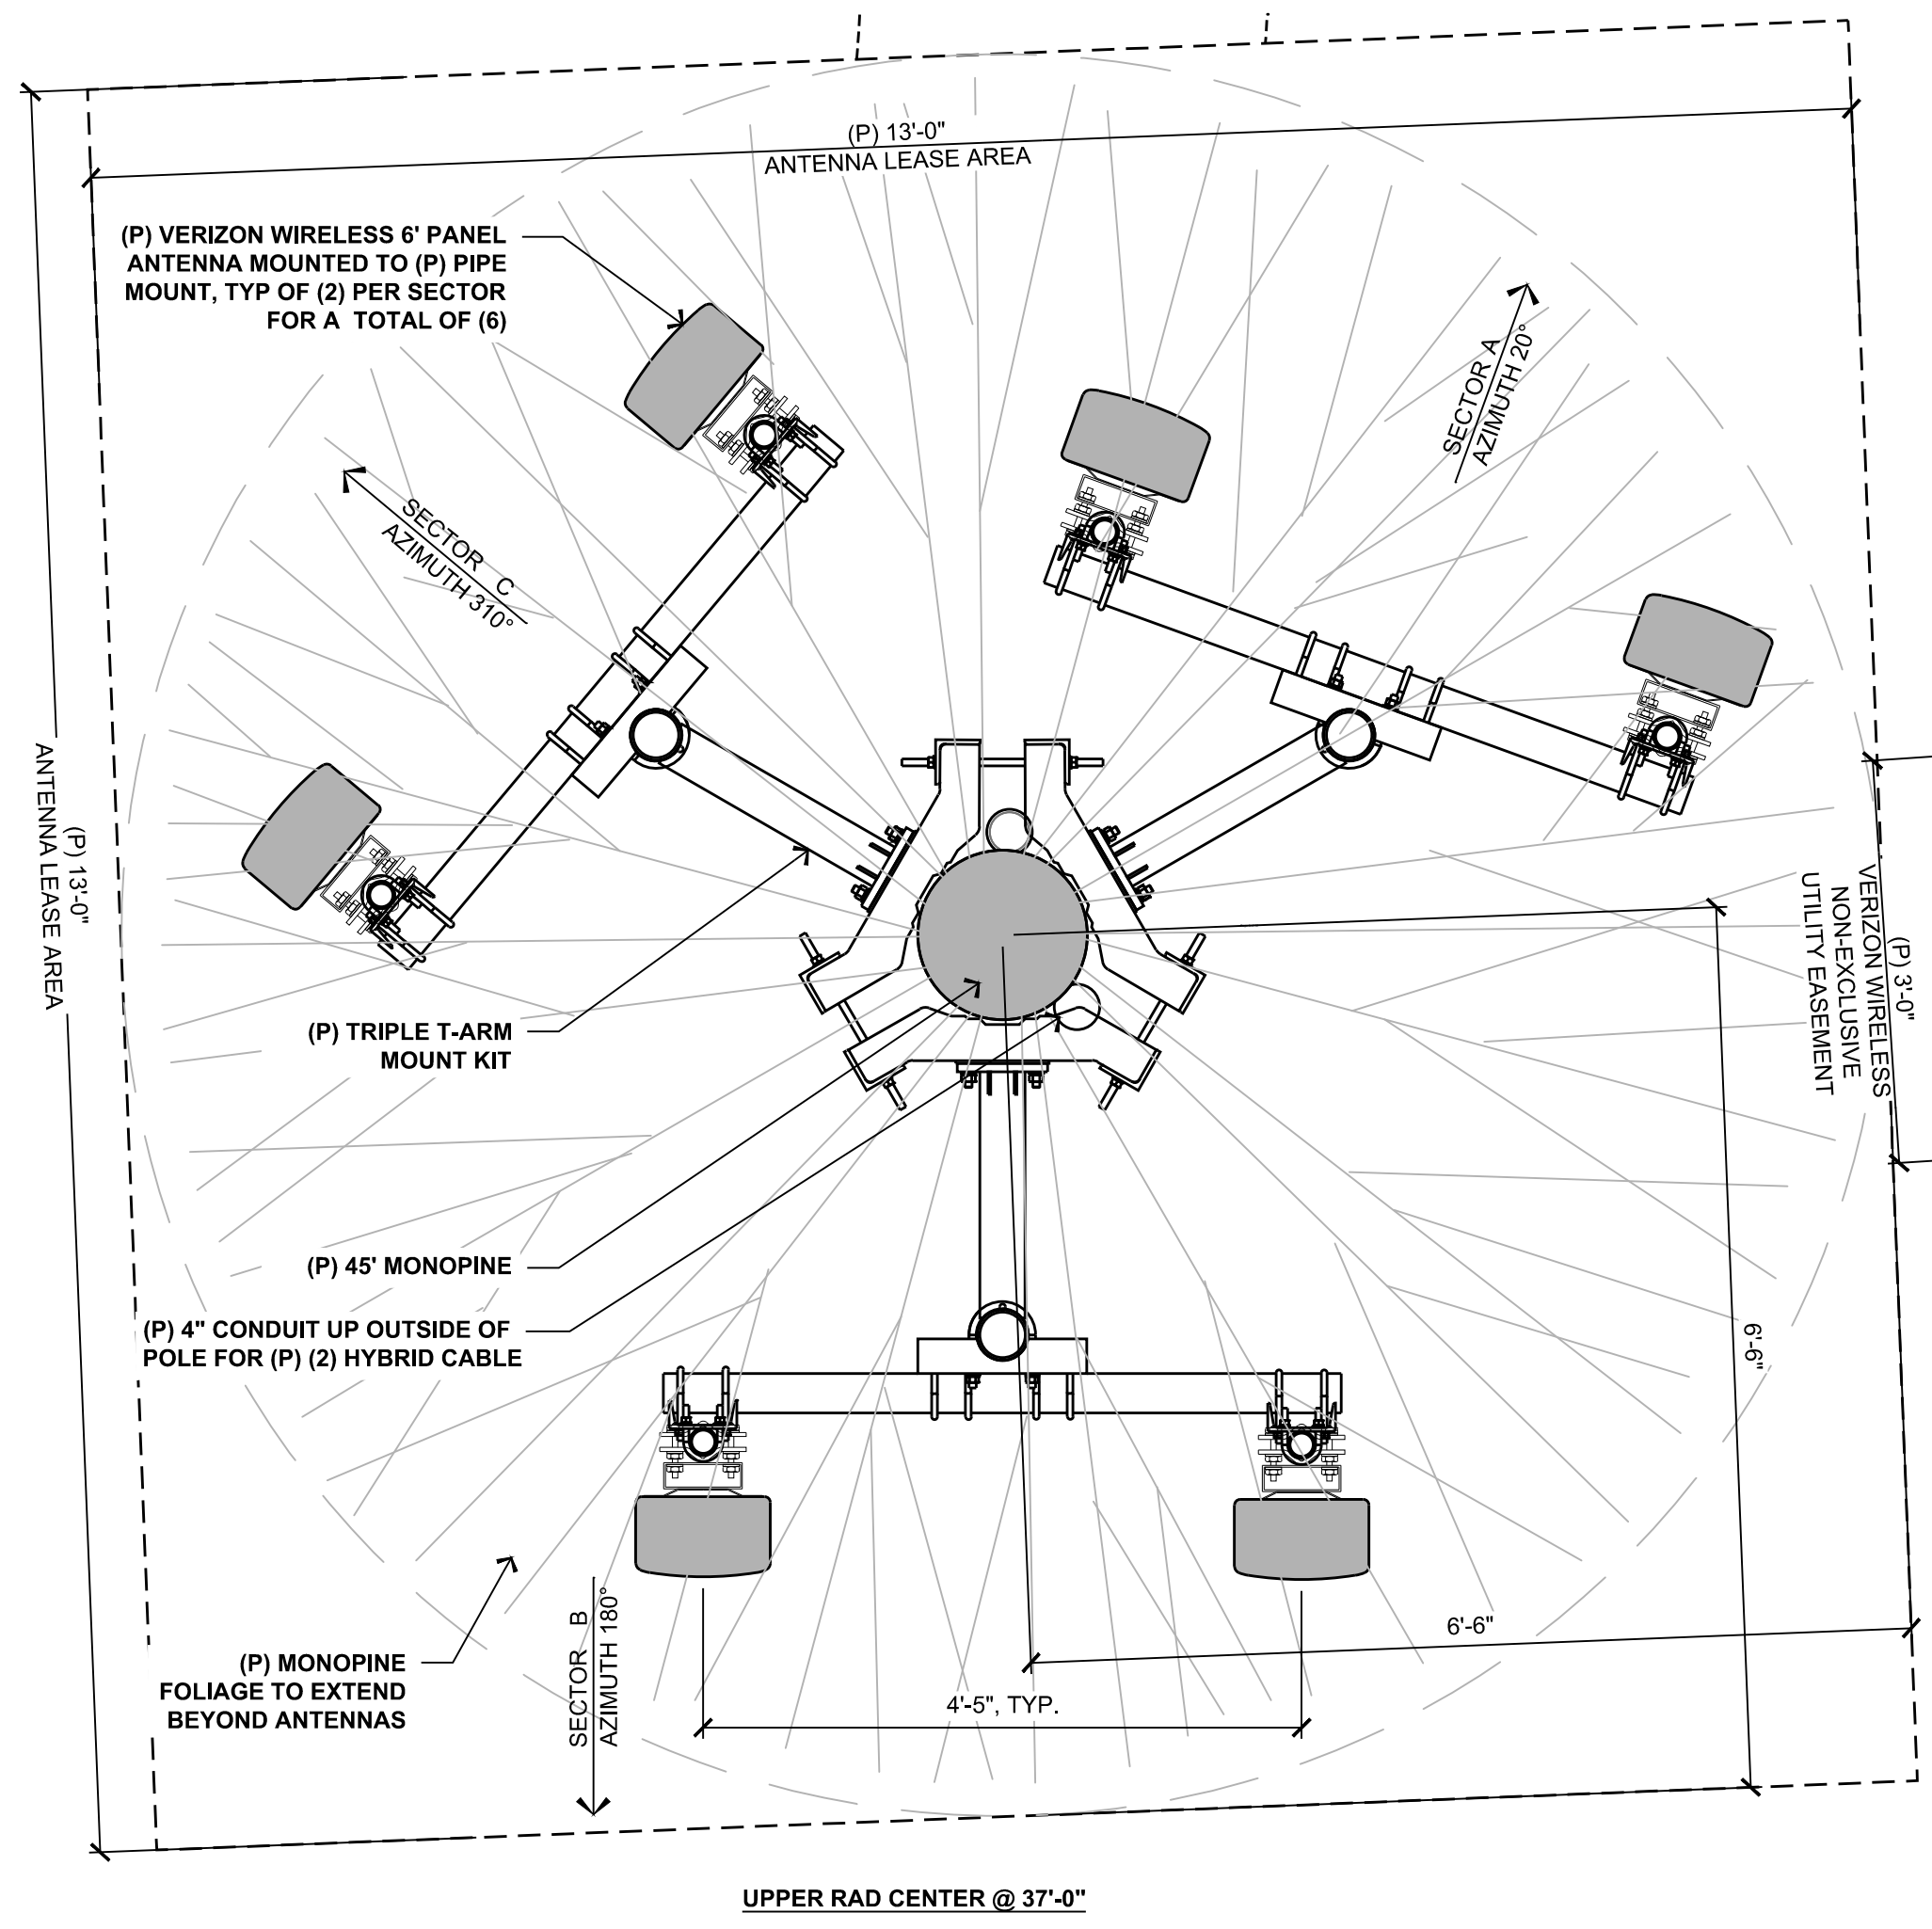 (P) 13'-0"
ANTENNA LEASE AREA
(P) VERIZON WIRELESS 6' PANEL
ANTENNA MOUNTED TO (P) PIPE
MOUNT, TYP OF (2) PER SECTOR
FOR A TOTAL OF (6)
SECTOR A
AZIMUTH 20°
SECTOR C
AZIMUTH 310°
(P) 13'-0"
ANTENNA LEASE AREA
(P) 3'-0"
VERIZON WIRELESS
NON-EXCLUSIVE
UTILITY EASEMENT
(P) TRIPLE T-ARM
MOUNT KIT
(P) 45' MONOPINE
(P) 4" CONDUIT UP OUTSIDE OF
POLE FOR (P) (2) HYBRID CABLE
6'-6"
(P) MONOPINE
FOLIAGE TO EXTEND
BEYOND ANTENNAS
SECTOR B
AZIMUTH 180°
6'-6"
4'-5", TYP.
UPPER RAD CENTER @ 37'-0"